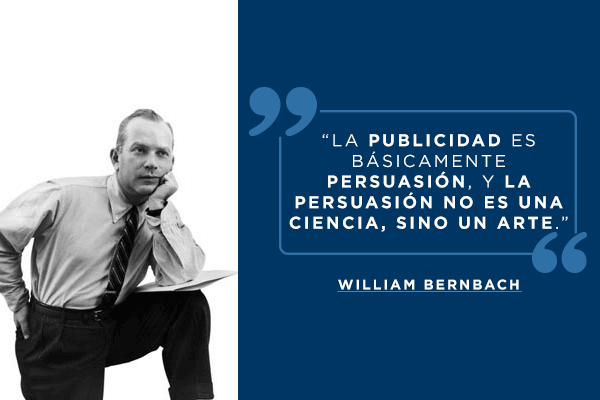 “LA PUBLICIDAD ES
BÁSICAMENTE
PERSUASIÓN, Y LA
PERSUASIÓN NO ES UNA
CIENCIA, SINO UN ARTE.”
WILLIAM BERNBACH